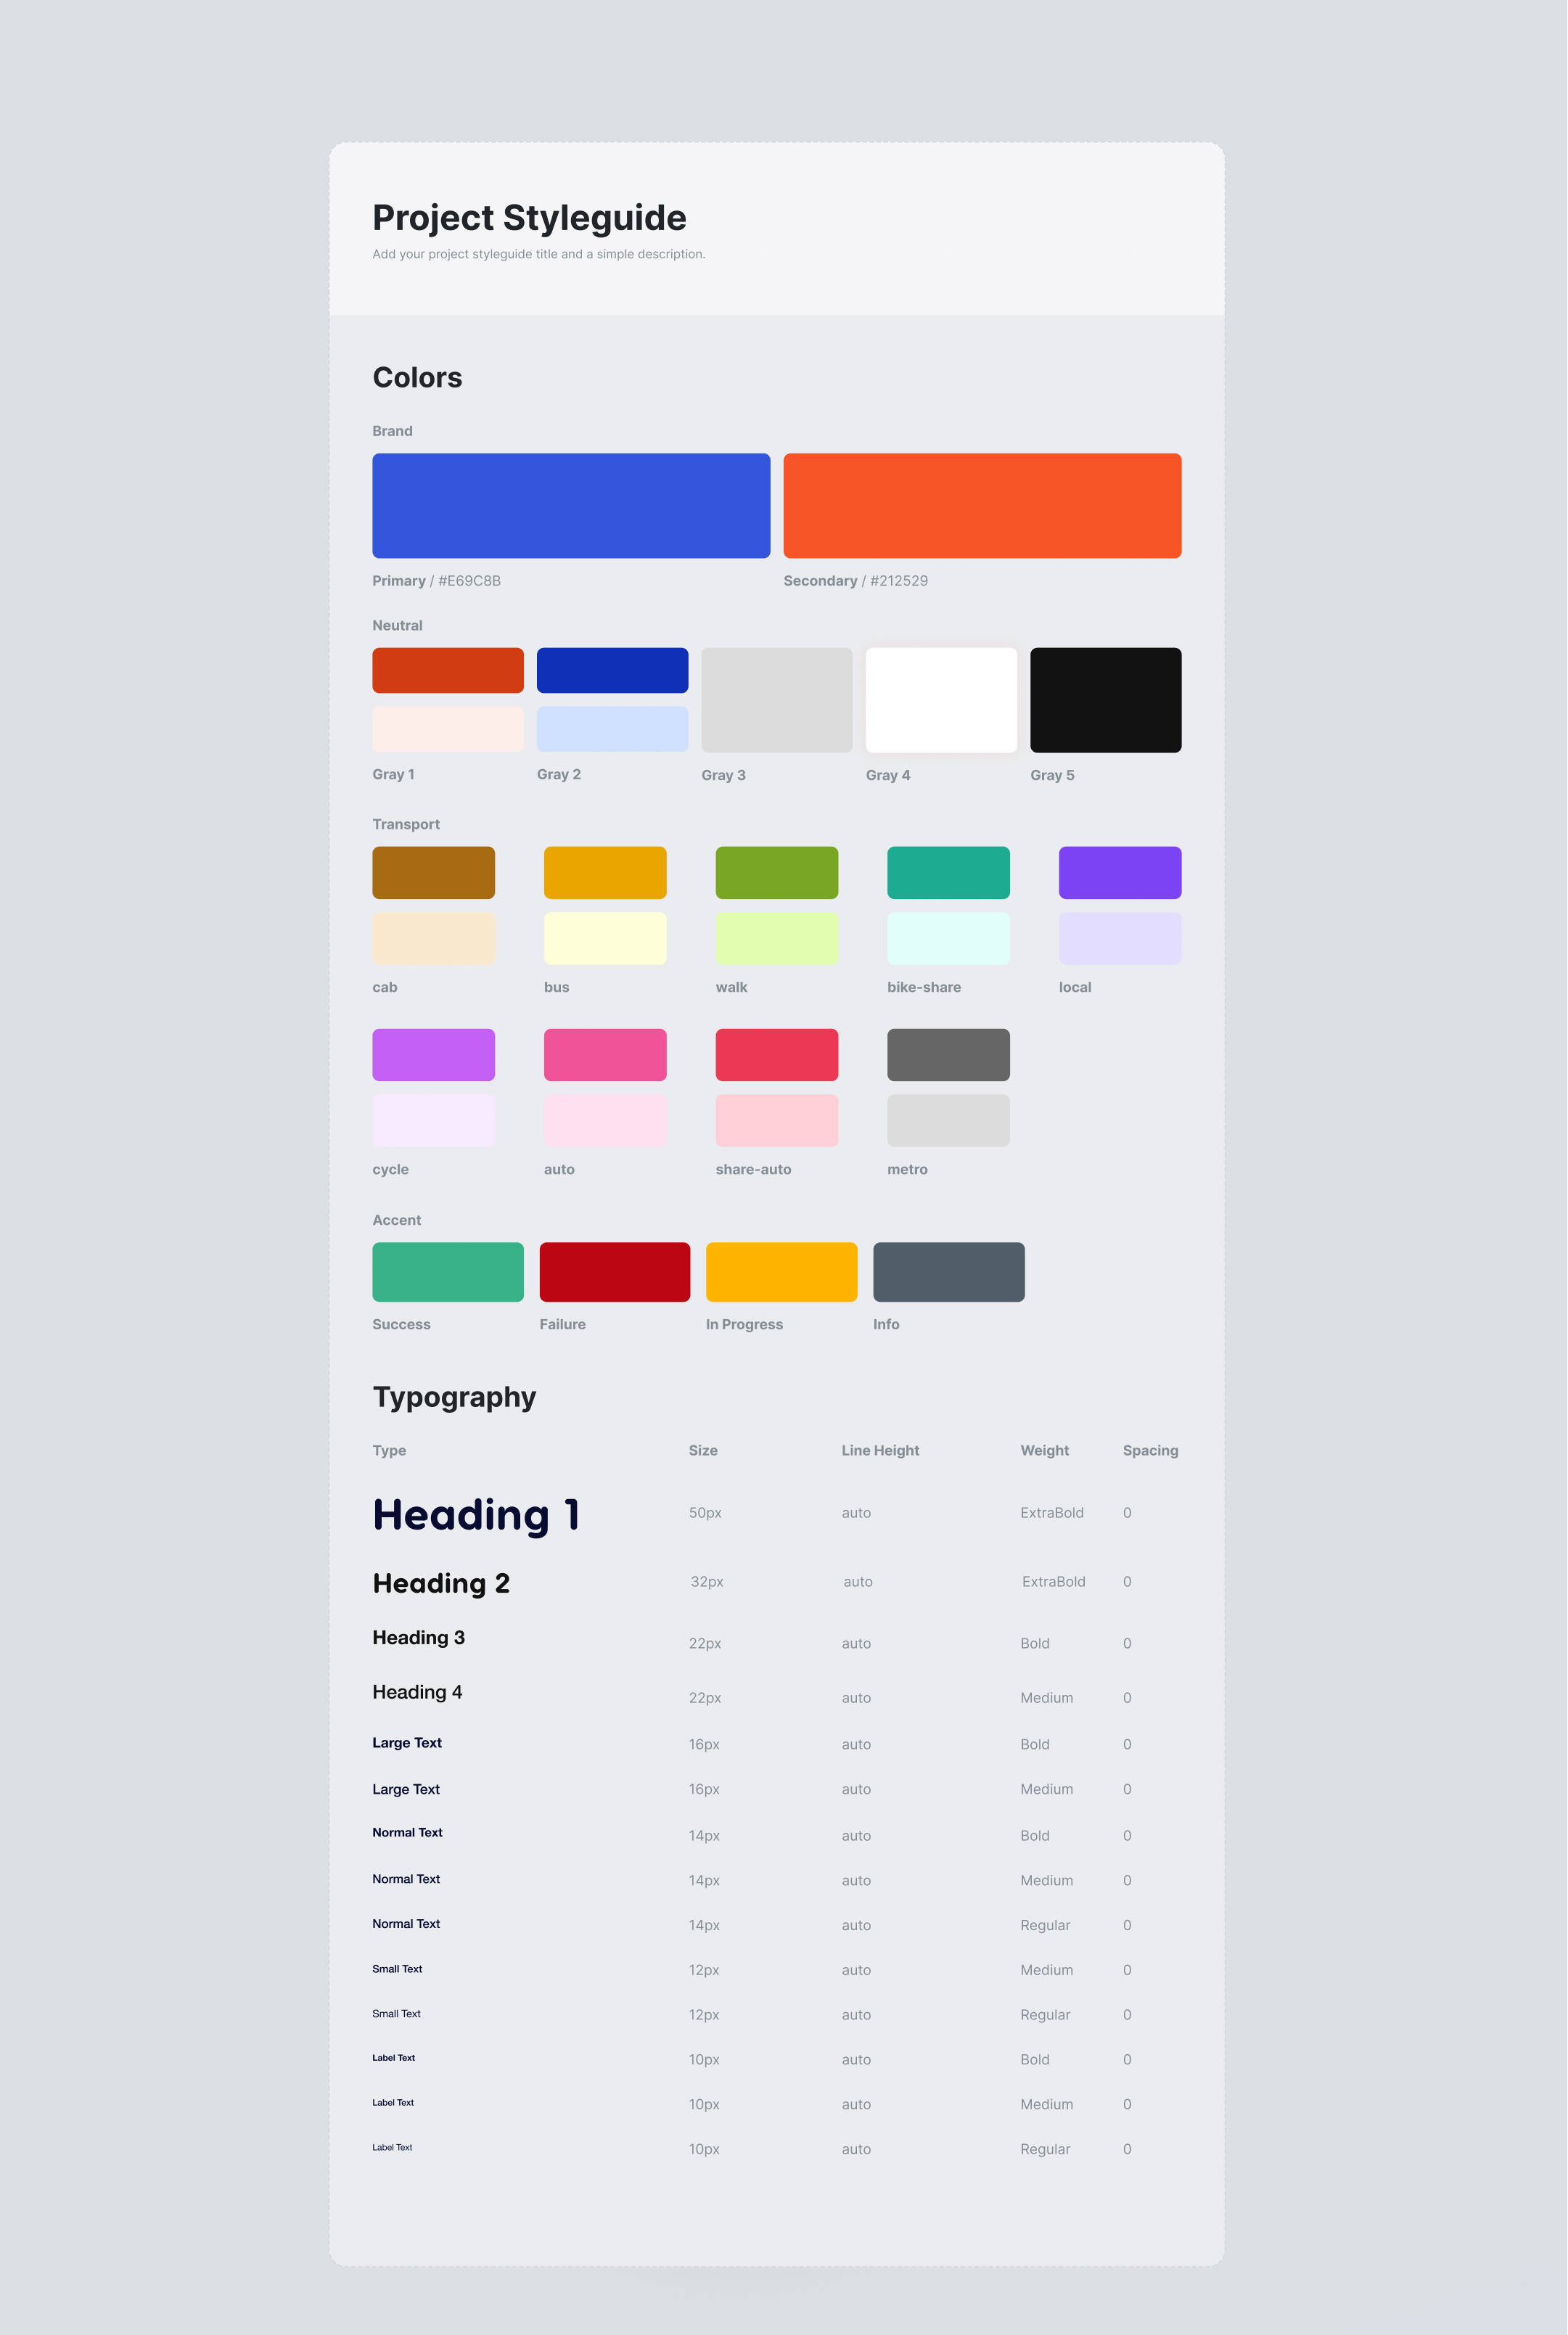 Project Styleguide
Add your project styleguide title and a simple description.
Colors
Brand
Primary / #E69C8B
Secondary / #212529
Neutral
Gray 1
Gray 2
Gray 3
Gray 4
Gray 5
Transport
cab
bus
walk
bike-share
local
cycle
auto
share-auto
metro
Accent
Success
Failure
In Progress
Info
Typography
Type Size Line Height Weight Spacing
Heading 1 50px auto ExtraBold 0
Heading 2 32px auto ExtraBold 0
Heading 3 22px auto Bold 0
Heading 4 22px auto Medium 0
Large Text 16px auto Bold 0
Large Text 16px auto Medium 0
Normal Text 14px auto Bold 0
Normal Text 14px auto Medium 0
Normal Text 14px auto Regular 0
Small Text 12px auto Medium 0
Small Text 12px auto Regular 0
Label Text 10px auto Bold 0
Label Text 10px auto Medium 0
Label Text 10px auto Regular 0